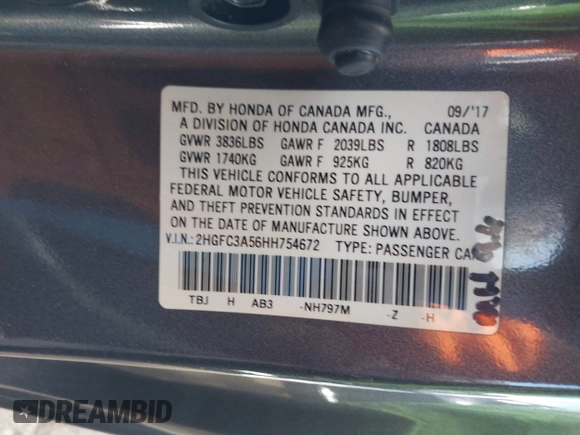 MFD. BY HONDA OF CANADA MFG., 09/'17
A DIVISION OF HONDA CANADA INC. CANADA
GVWR 3836LBS GAWR F 2039LBS R 1808LBS
GVWR 1740KG GAWR F 925KG R 820KG
THIS VEHICLE CONFORMS TO ALL APPLICABLE
FEDERAL MOTOR VEHICLE SAFETY, BUMPER,
AND THEFT PREVENTION STANDARDS IN EFFECT
ON THE DATE OF MANUFACTURE SHOWN ABOVE.
V.I.N.: 2HGFC3A56HH754672 TYPE: PASSENGER CAR
TBJ H AB3 -NH797M -Z -H
DREAMBID